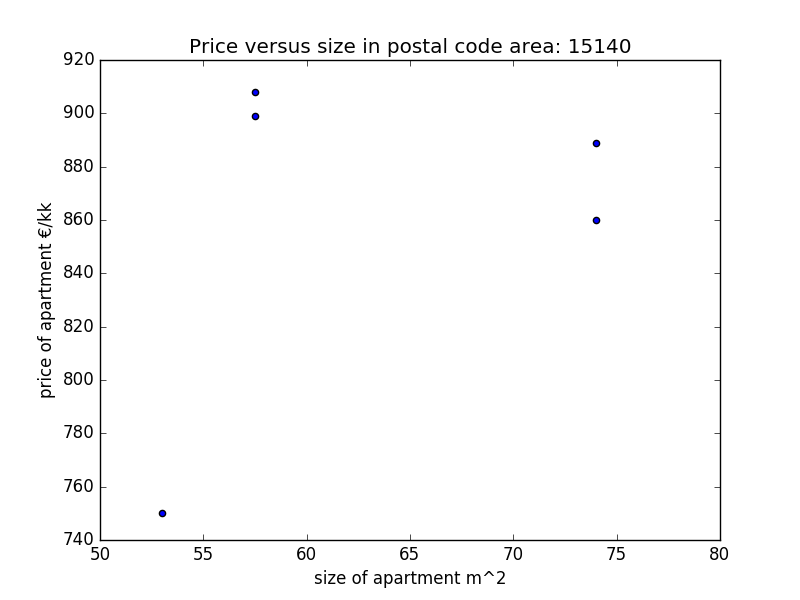 Price versus size in postal code area: 15140
920
900
880
860
840
820
800
780
760
740
price of apartment €/kk
50 55 60 65 70 75 80
size of apartment m^2